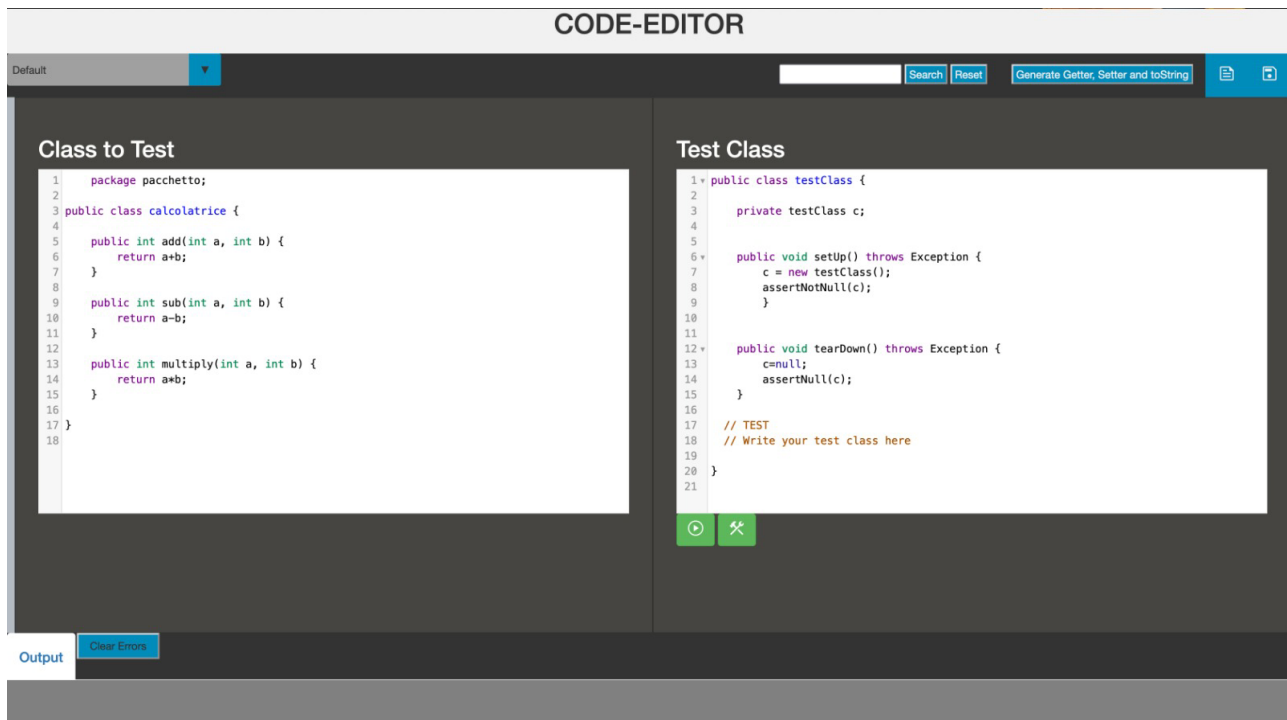 CODE-EDITOR
Default
Search Reset Generate Getter, Setter and toString
Class to Test
1 package pacchetto;
2
3 public class calcolatrice {
4
5 public int add(int a, int b) {
6 return a+b;
7 }
8
9 public int sub(int a, int b) {
10 return a-b;
11 }
12
13 public int multiply(int a, int b) {
14 return a*b;
15 }
16
17 }
18
Test Class
1 public class testClass {
2
3 private testClass c;
4
5
6 public void setUp() throws Exception {
7 c = new testClass();
8 assertNotNull(c);
9 }
10
11
12 public void tearDown() throws Exception {
13 c=null;
14 assertNull(c);
15 }
16
17 // TEST
18 // Write your test class here
19
20 }
21
Output
Clear Errors